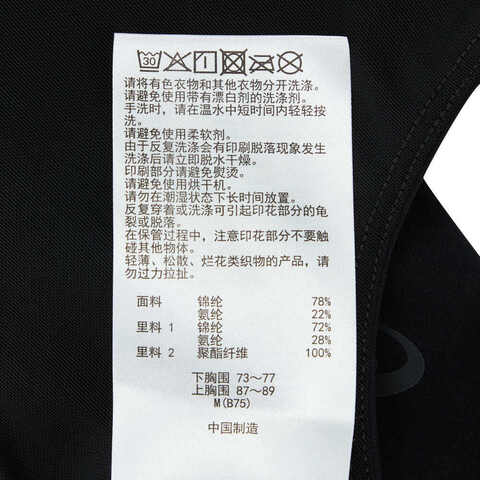 30
请将有色衣物和其他衣物分开洗涤。
请避免使用带有漂白剂的洗涤剂。
手洗时，请在温水中短时间内轻轻按
洗。
请避免使用柔软剂。
由于反复洗涤会有印刷脱落现象发生
洗涤后请立即脱水干燥。
印刷部分请避免熨烫。
请避免使用烘干机。
请勿在潮湿状态下长时间放置。
反复穿着或洗涤可引起印花部分的龟
裂或脱落。
在保管过程中，注意印花部分不要触
碰其他物体。
轻薄、松散、烂花类织物的产品，请
勿过力拉扯。
面料 锦纶 78%
氨纶 22%
里料 1 锦纶 72%
氨纶 28%
里料 2 聚酯纤维 100%
下胸围 73～77
上胸围 87～89
M(B75)
中国制造